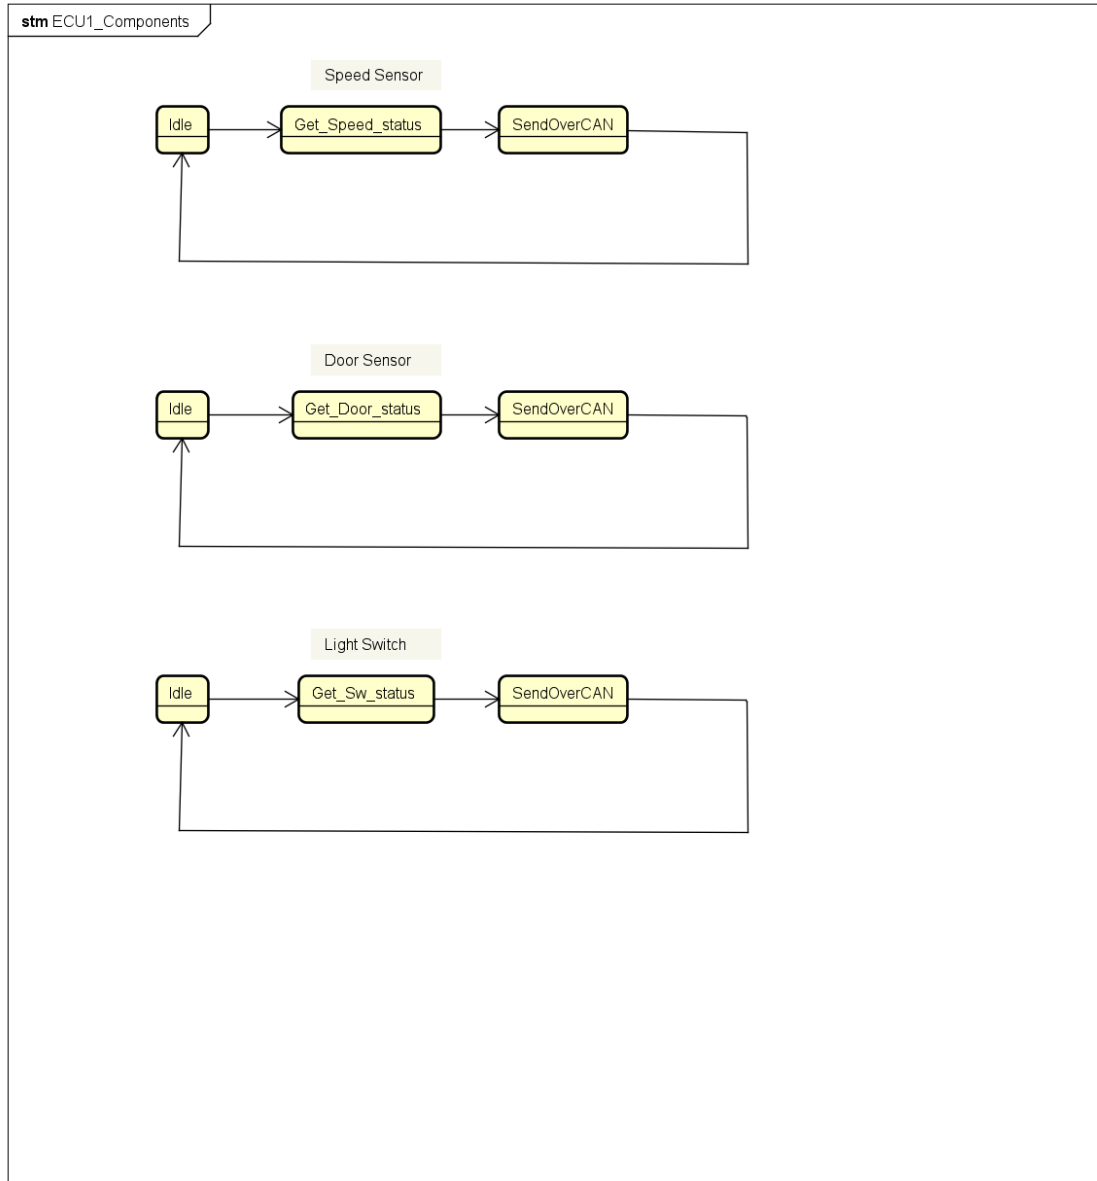 stm ECU1_Components
Speed Sensor
Idle
Get_Speed_status
SendOverCAN
Door Sensor
Idle
Get_Door_status
SendOverCAN
Light Switch
Idle
Get_Sw_status
SendOverCAN